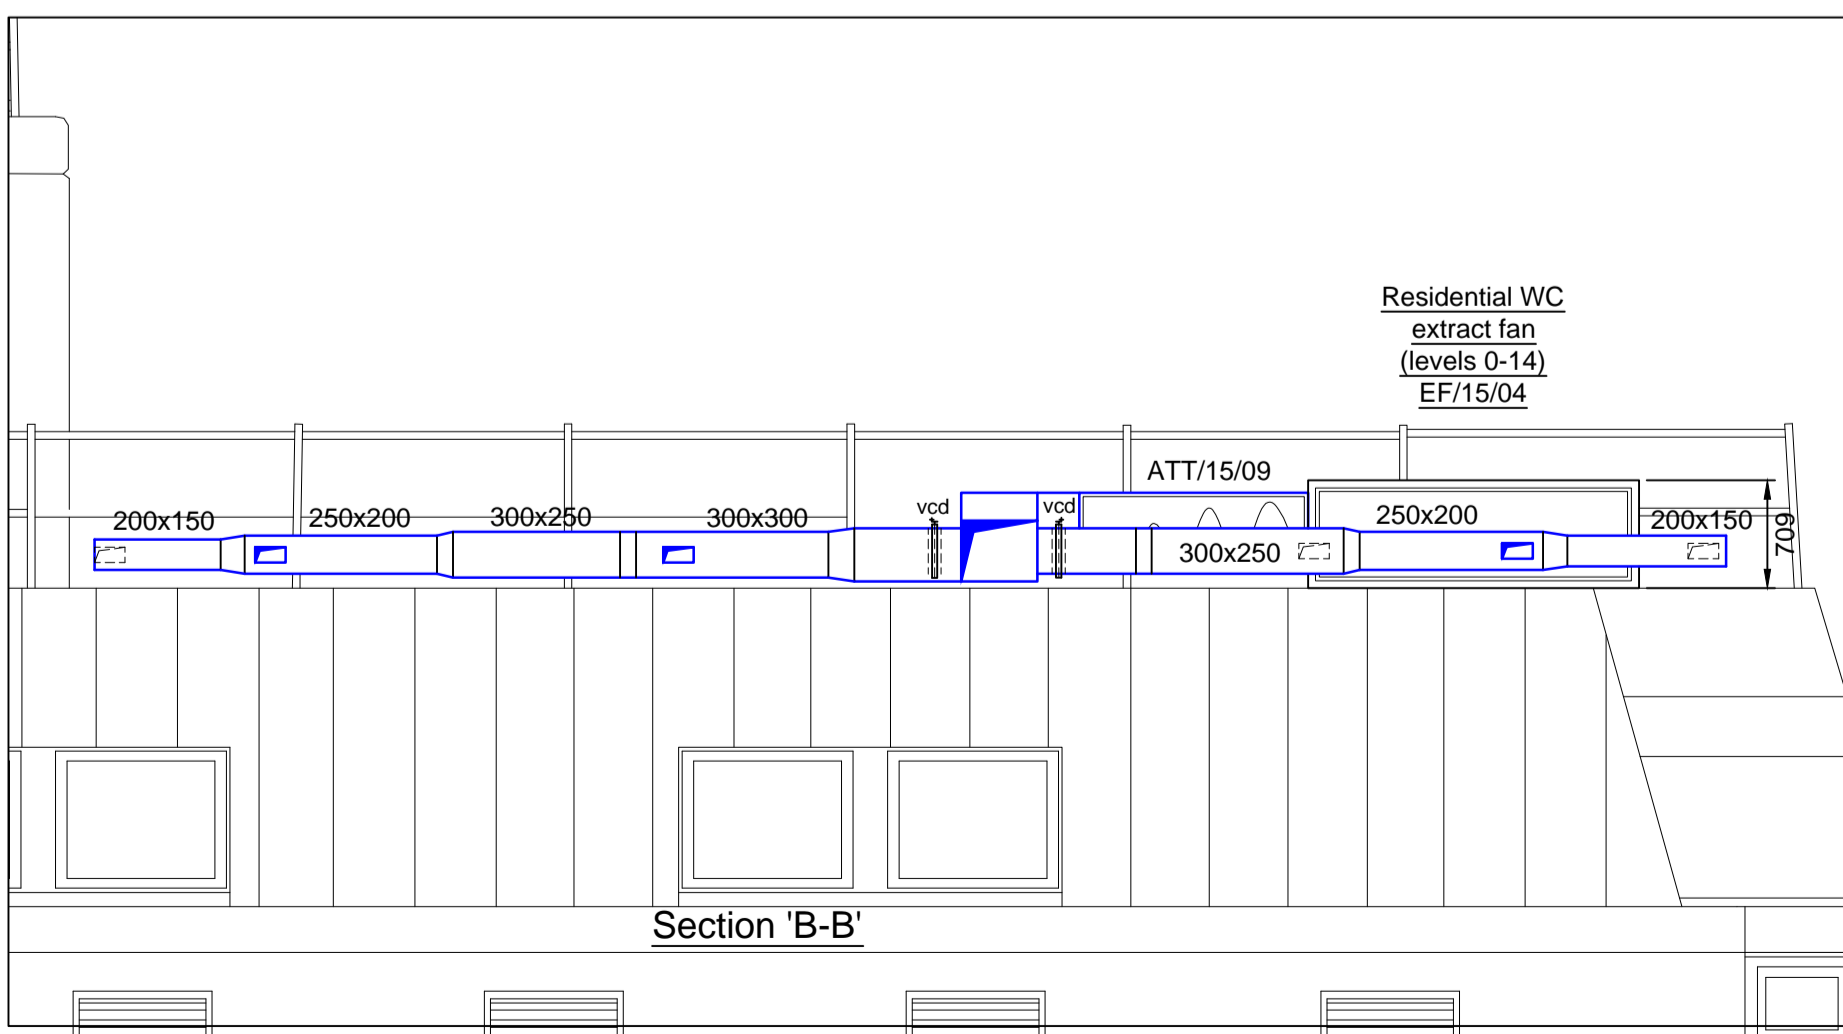 Residential WC
extract fan
(levels 0-14)
EF/15/04
ATT/15/09
200x150
250x200
300x250
300x300
vcd
vcd
300x250
250x200
200x150
709
Section 'B-B'